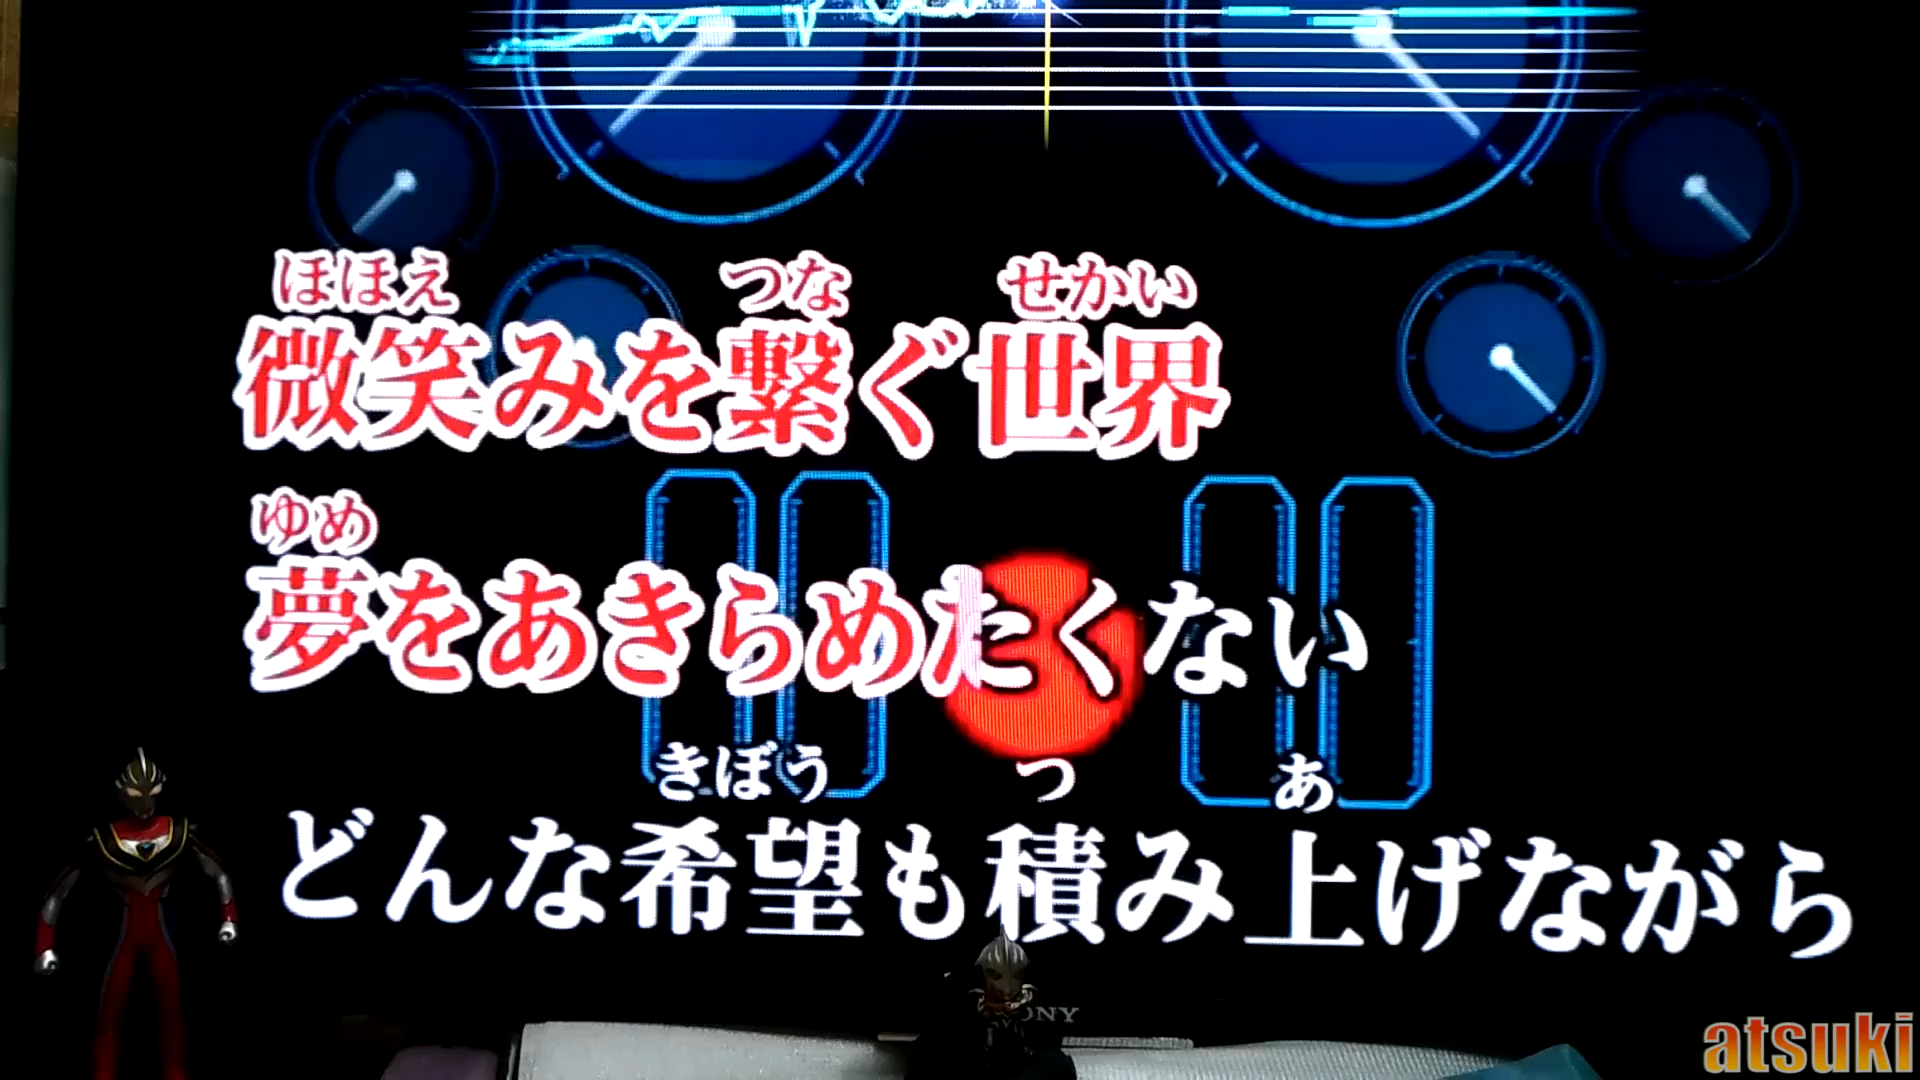 ほほえ つな せかい
微笑みを繋ぐ世界
ゆめ
夢をあきらめたくない
きぼう つ あ
どんな希望も積み上げながら
SONY
atsuki